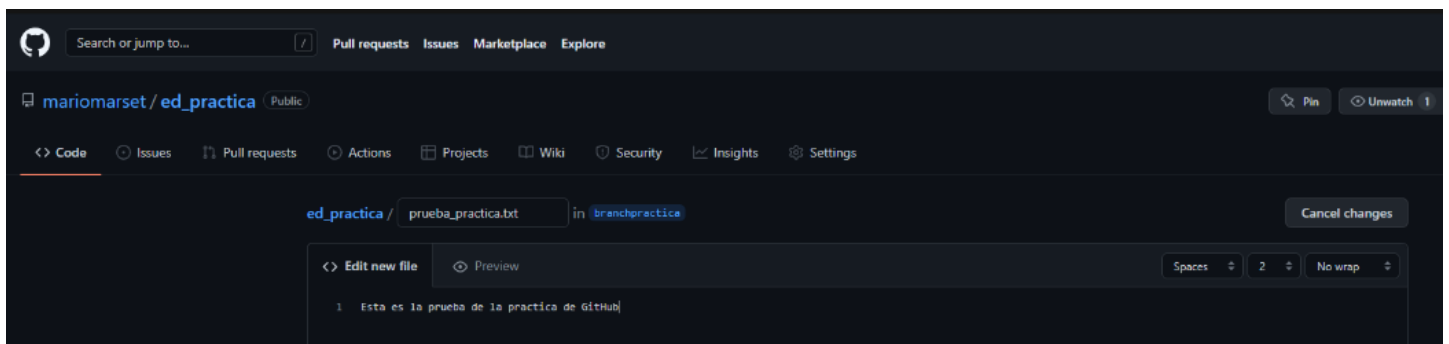 Search or jump to... / Pull requests Issues Marketplace Explore
mariomarset / ed_practica Public Pin Unwatch 1
<> Code Issues Pull requests Actions Projects Wiki Security Insights Settings
ed_practica / prueba_practica.txt in branchpractica Cancel changes
<> Edit new file Preview Spaces 2 No wrap
1 Esta es la prueba de la practica de GitHub